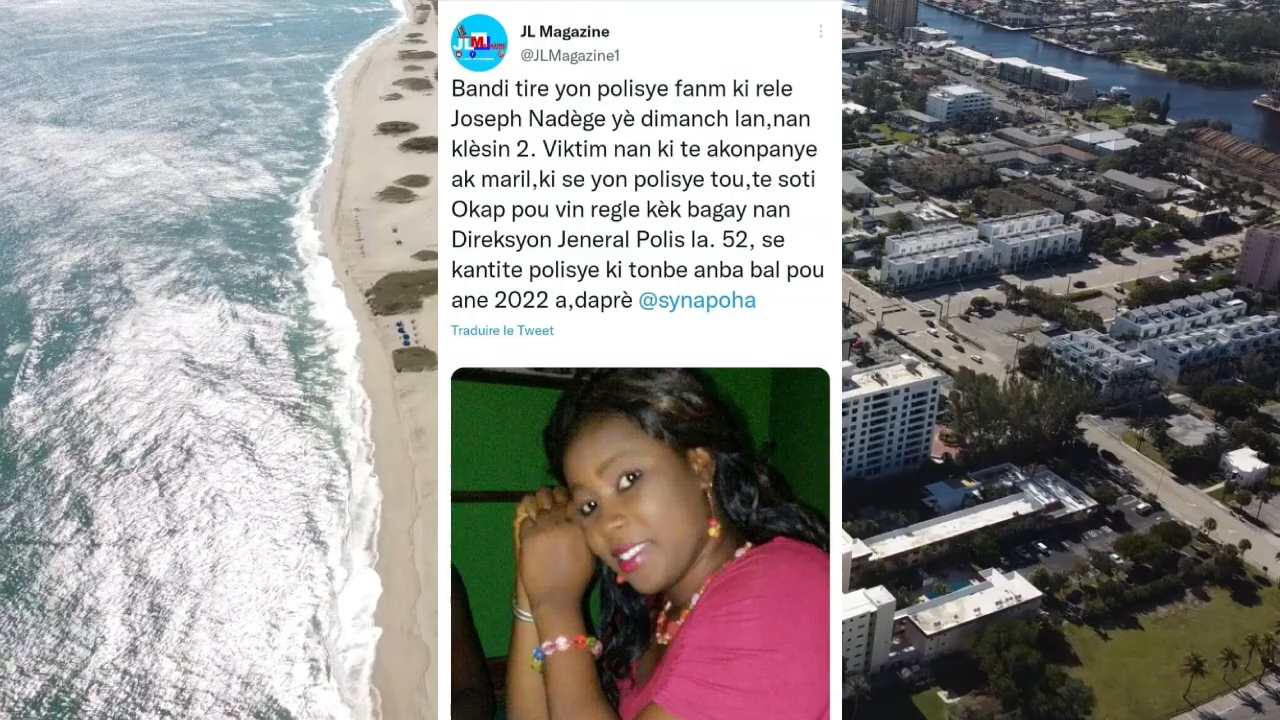 JL Magazine
@JLMagazine1
Bandi tire yon polisye fanm ki rele
Joseph Nadège yè dimanch lan,nan
klèsin 2. Viktim nan ki te akonpanye
ak maril,ki se yon polisye tou,te soti
Okap pou vin regle kèk bagay nan
Direksyon Jeneral Polis la. 52, se
kantite polisye ki tonbe anba bal pou
ane 2022 a,daprè @synapoha
Traduire le Tweet